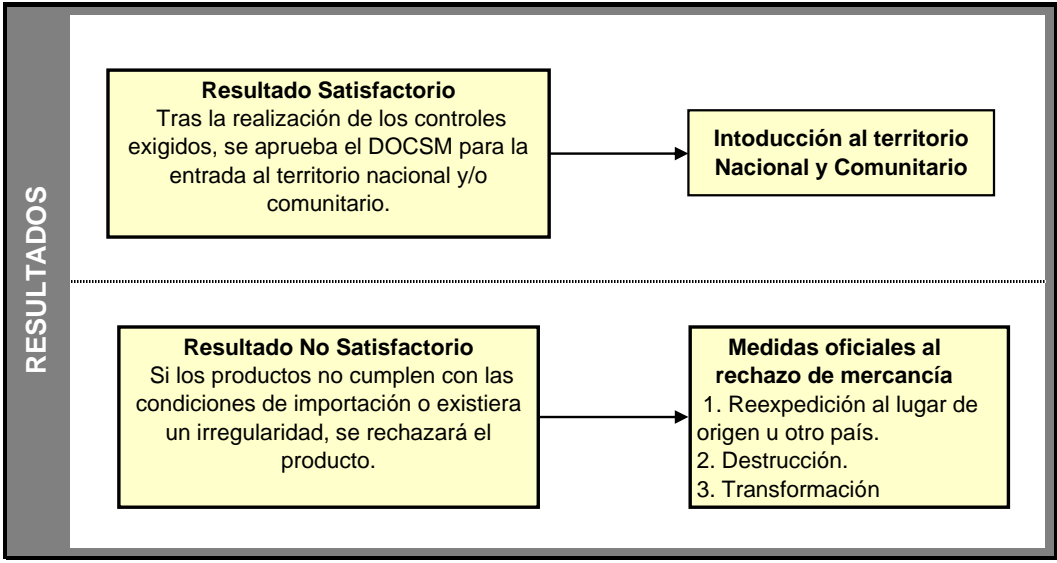 RESULTADOS
Resultado Satisfactorio
Tras la realización de los controles
exigidos, se aprueba el DOCSM para la
entrada al territorio nacional y/o
comunitario.
Intoducción al territorio
Nacional y Comunitario
Resultado No Satisfactorio
Si los productos no cumplen con las
condiciones de importación o existiera
un irregularidad, se rechazará el
producto.
Medidas oficiales al
rechazo de mercancía
1. Reexpedición al lugar de
origen u otro país.
2. Destrucción.
3. Transformación